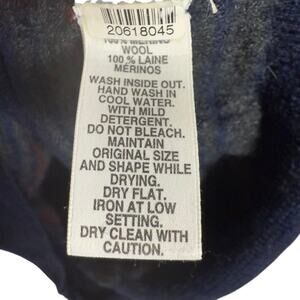 20618045
100% MERINO
WOOL
100% LAINE
MÉRINOS
WASH INSIDE OUT.
HAND WASH IN
COOL WATER.
WITH MILD
DETERGENT.
DO NOT BLEACH.
MAINTAIN
ORIGINAL SIZE
AND SHAPE WHILE
DRYING.
DRY FLAT.
IRON AT LOW
SETTING.
DRY CLEAN WITH
CAUTION.